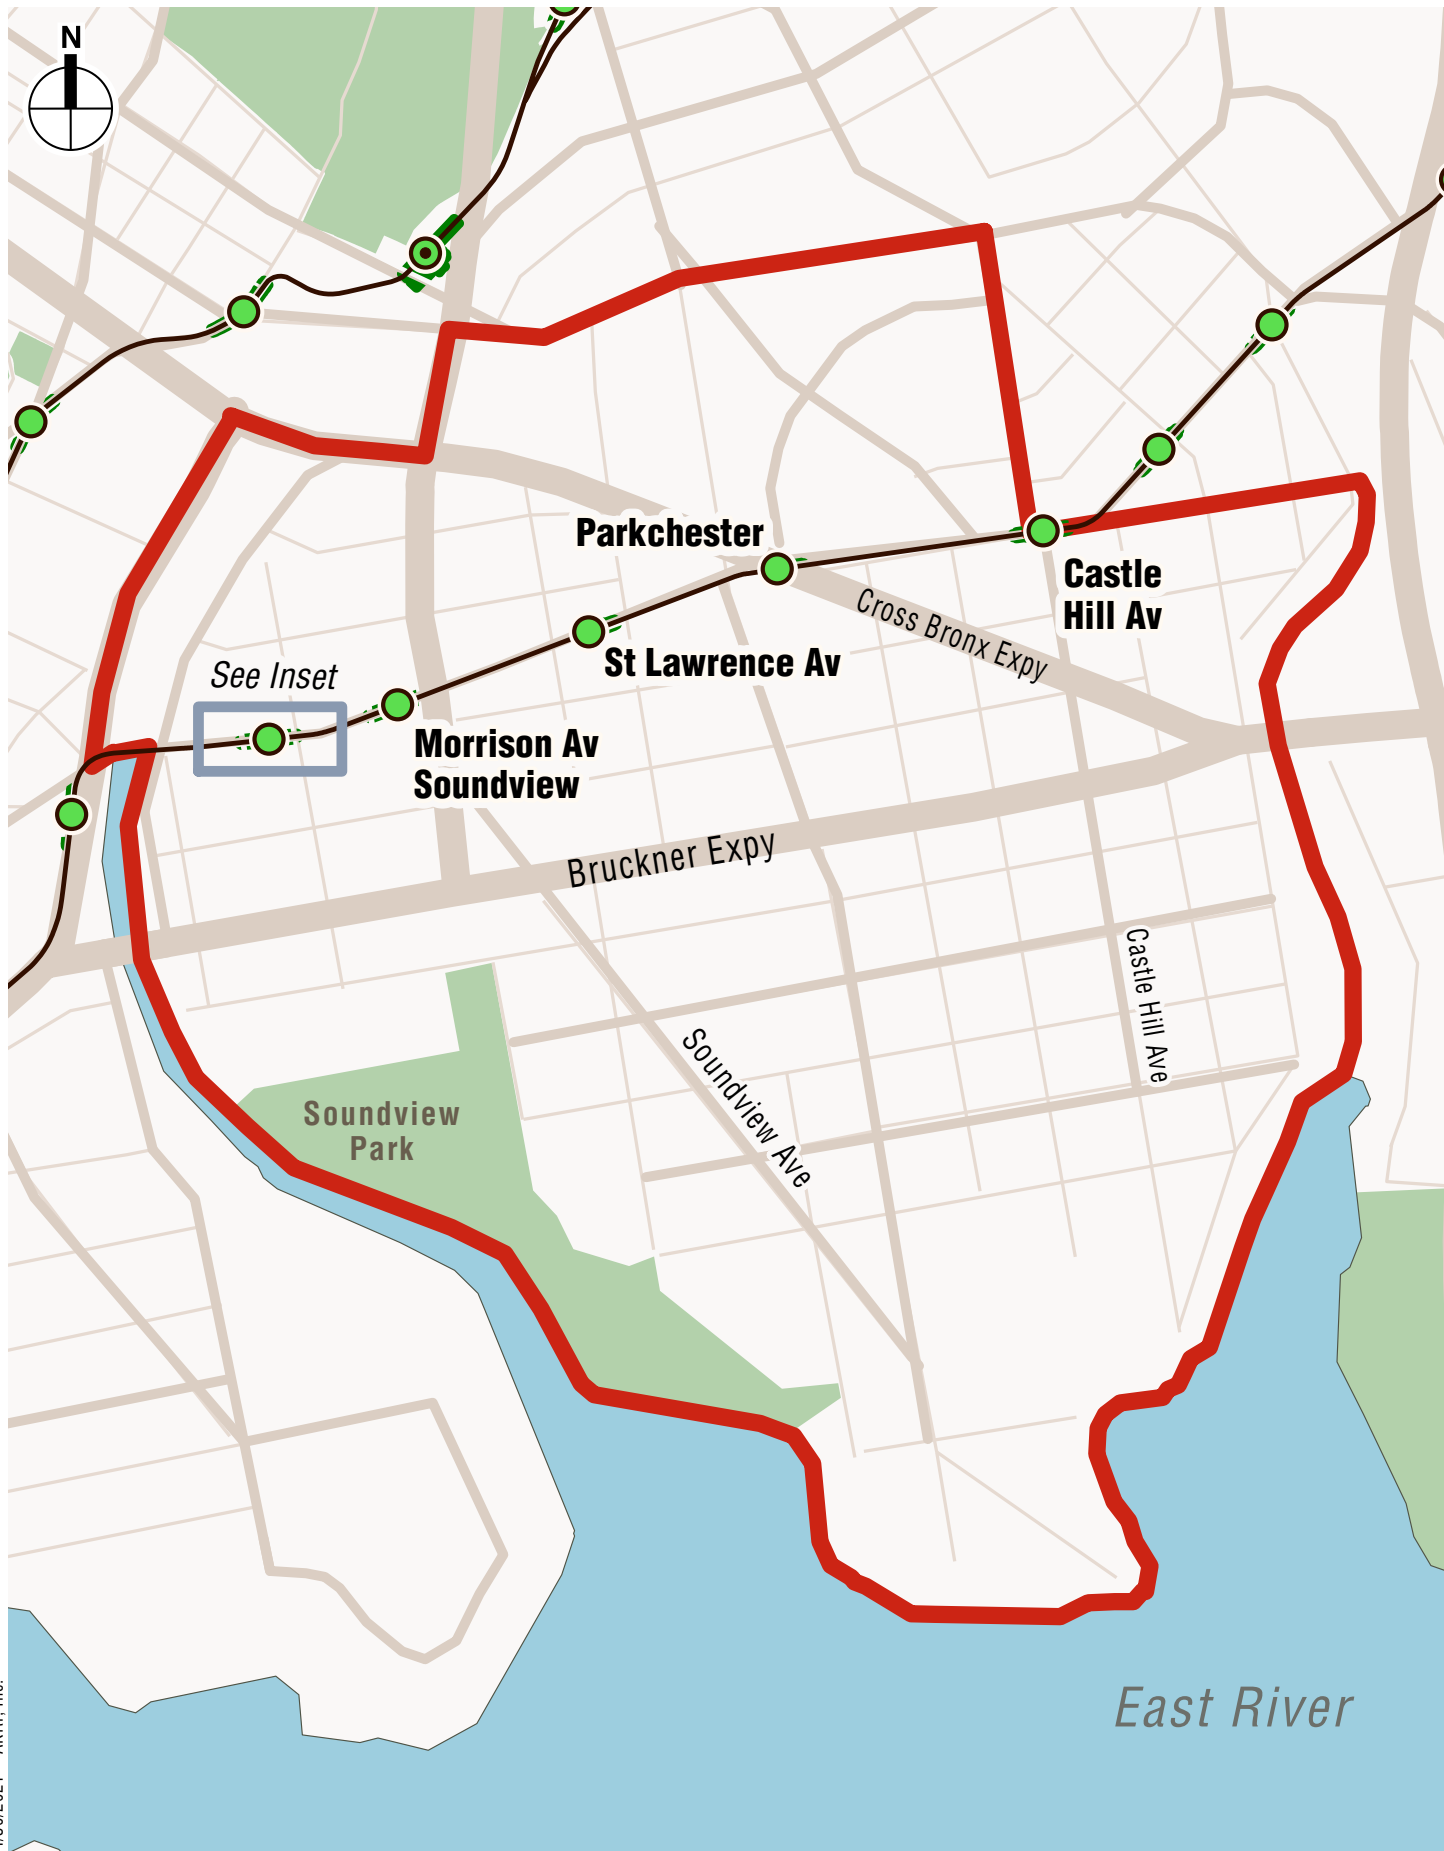 N
Parkchester
Castle
Hill Av
Cross Bronx Expy
St Lawrence Av
See Inset
Morrison Av
Soundview
Bruckner Expy
Castle Hill Ave
Soundview Ave
Soundview
Park
East River